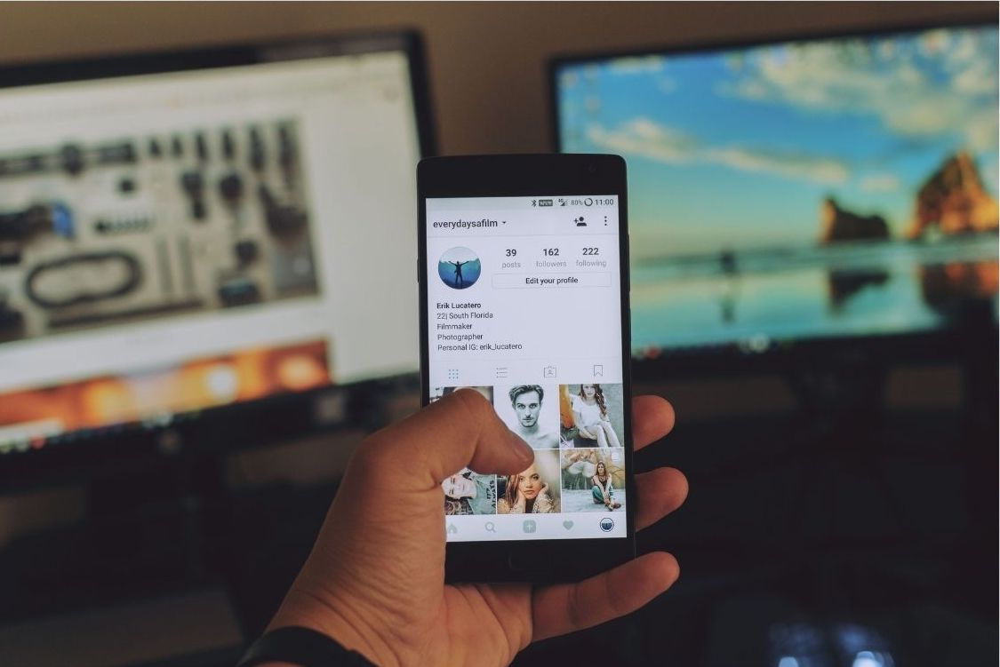 80% 11:00
everydaysafilm
39 162 222
posts followers following
Edit your profile
Erik Lucatero
22| South Florida
Filmmaker
Photographer
Personal IG: erik_lucatero